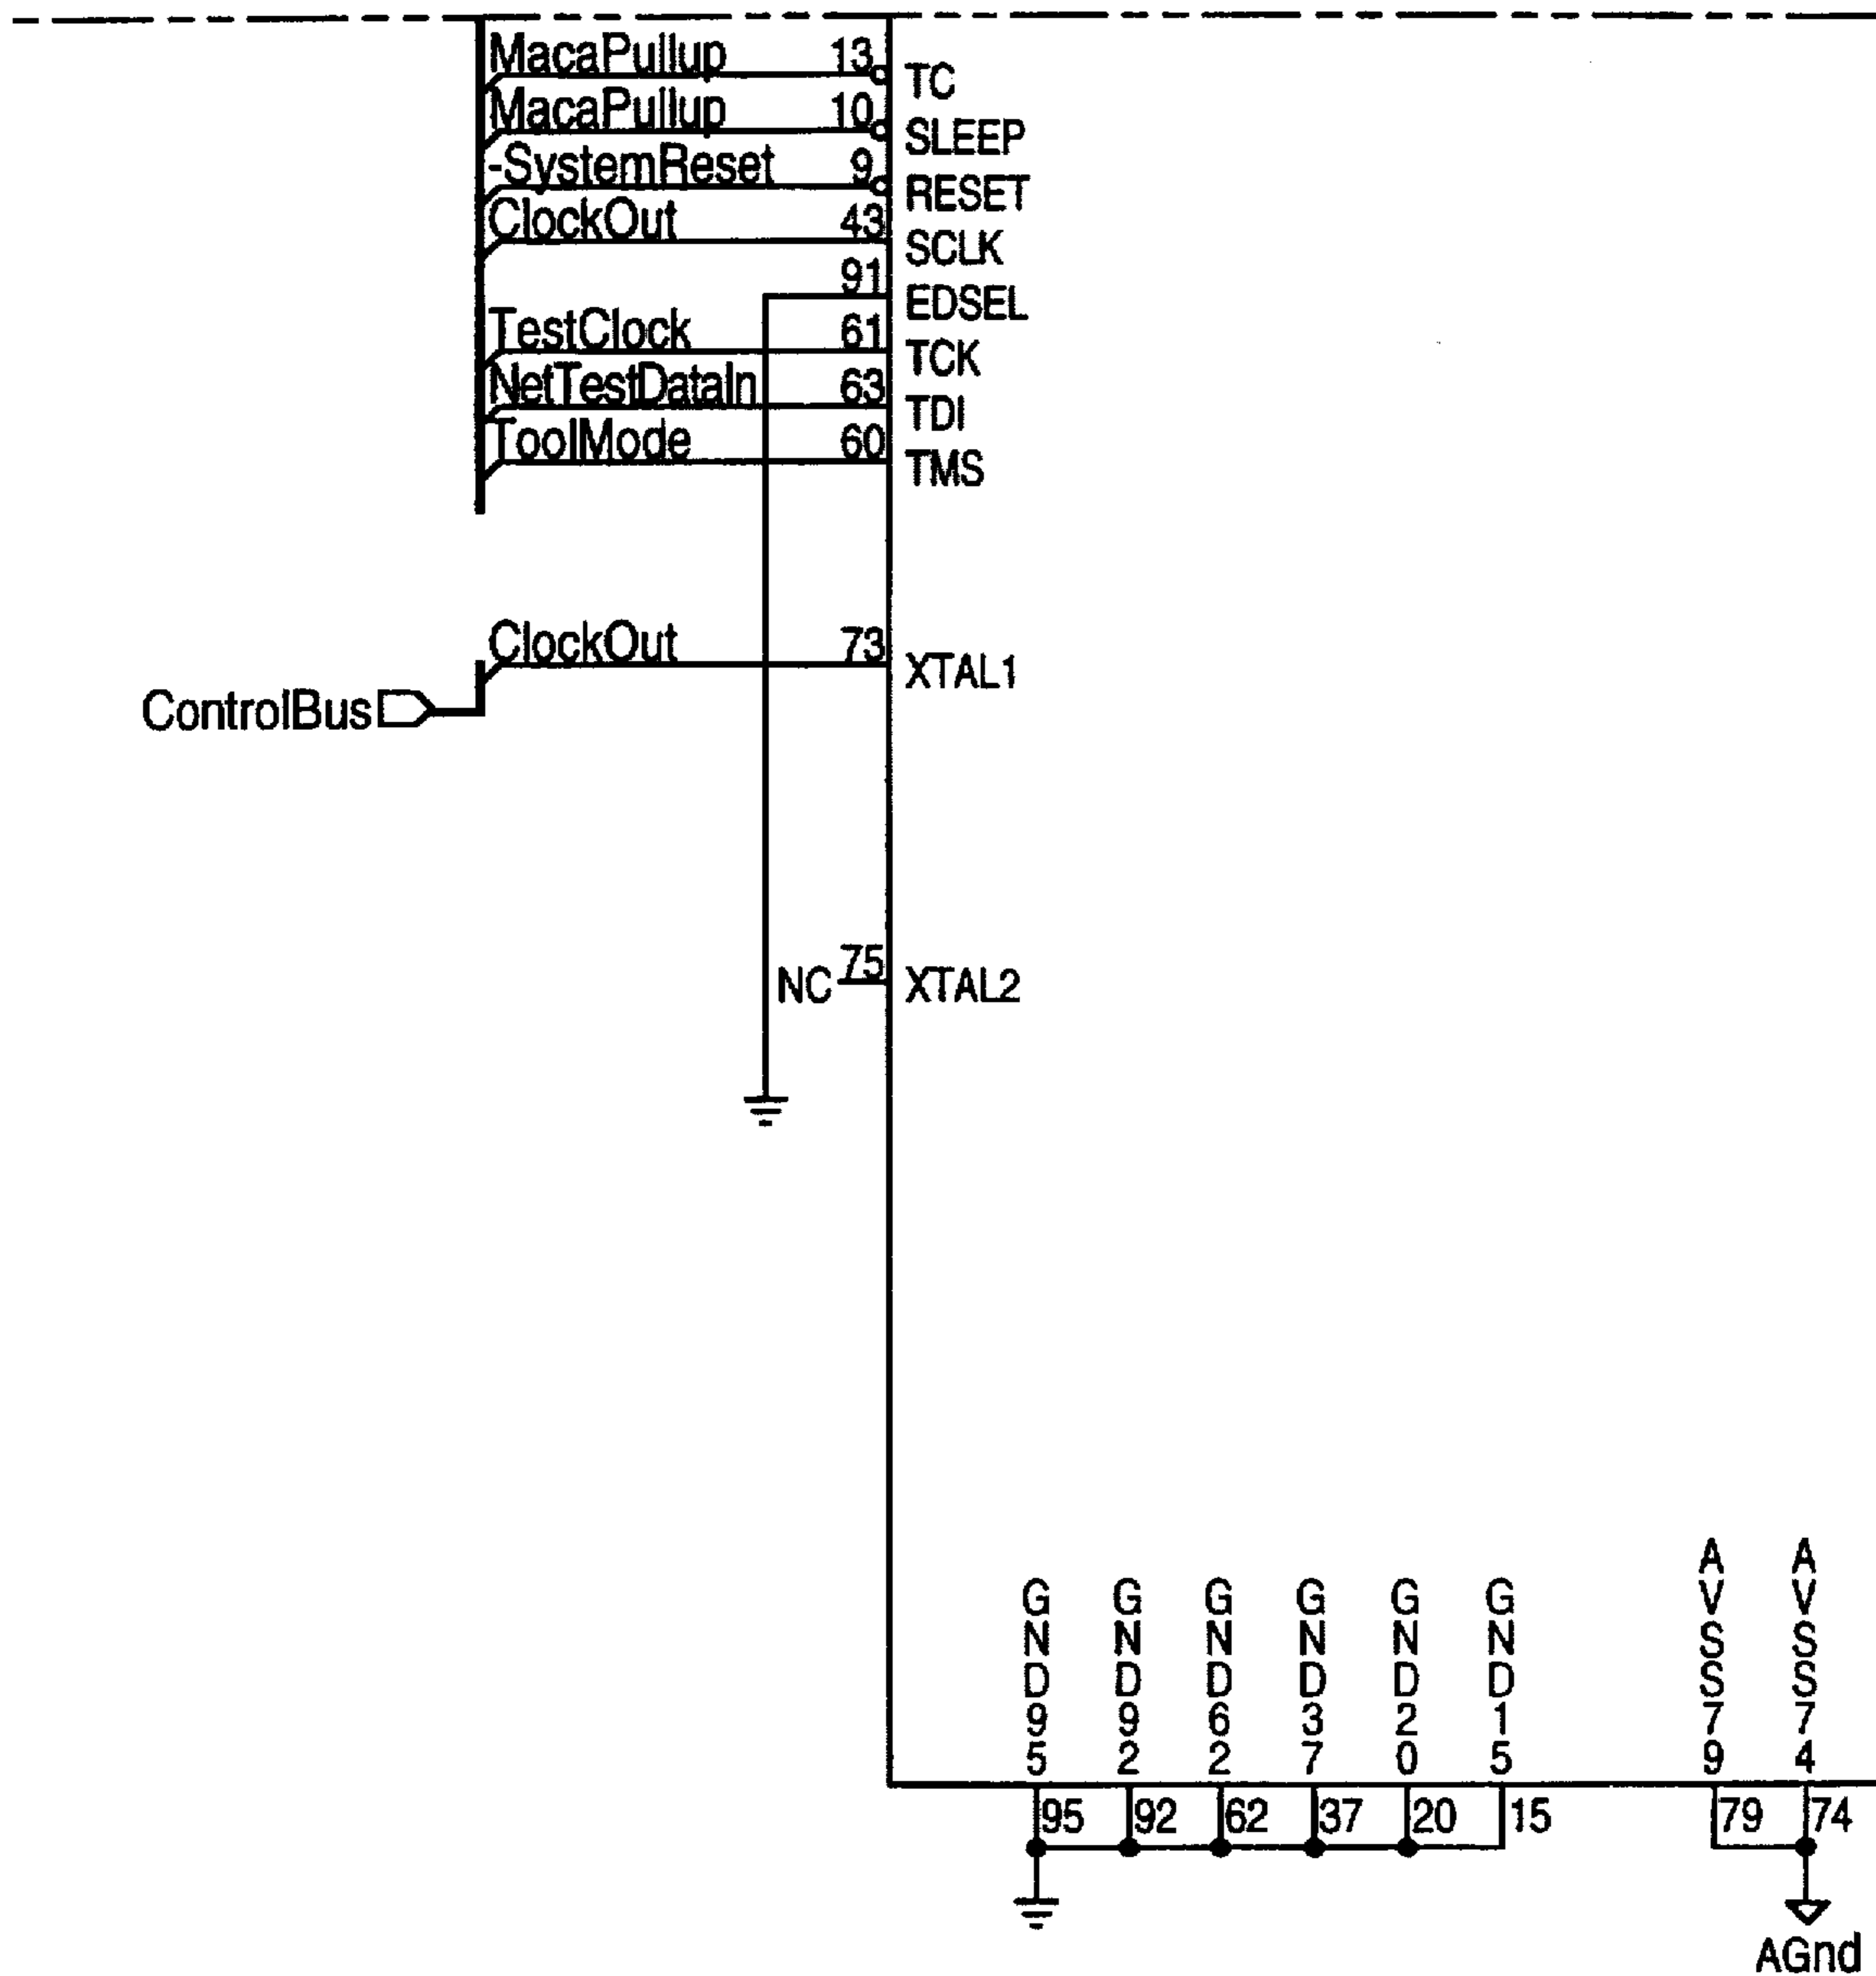 MacaPullup 13 TC
MacaPullup 10 SLEEP
-SystemReset 9 RESET
ClockOut 43 SCLK
91 EDSEL
TestClock 61 TCK
NetTestDataIn 63 TDI
ToolMode 60 TMS
ClockOut 73 XTAL1
ControlBus
NC 75 XTAL2
GND95 GND92 GND62 GND37 GND20 GND15 AVSS79 AVSS74
95 92 62 37 20 15 79 74
AGnd